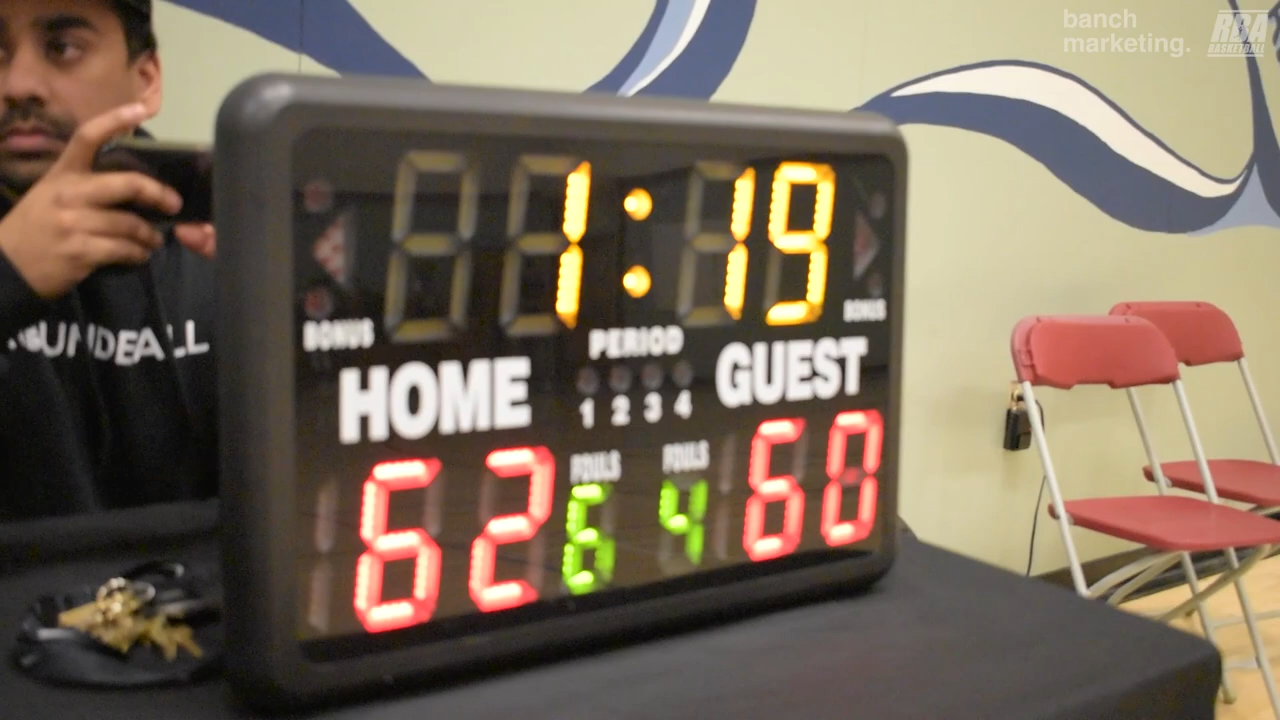 banch
marketing.
RBA
BASKETBALL
1:19
BONUS
BONUS
PERIOD
HOME
GUEST
1 2 3 4
FOULS
FOULS
62
6
4
60